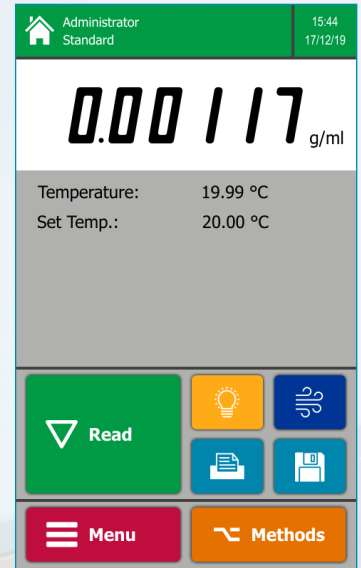 Administrator
Standard
15:44
17/12/19
0.00117 g/ml
Temperature: 19.99 °C
Set Temp.: 20.00 °C
Read
Menu
Methods